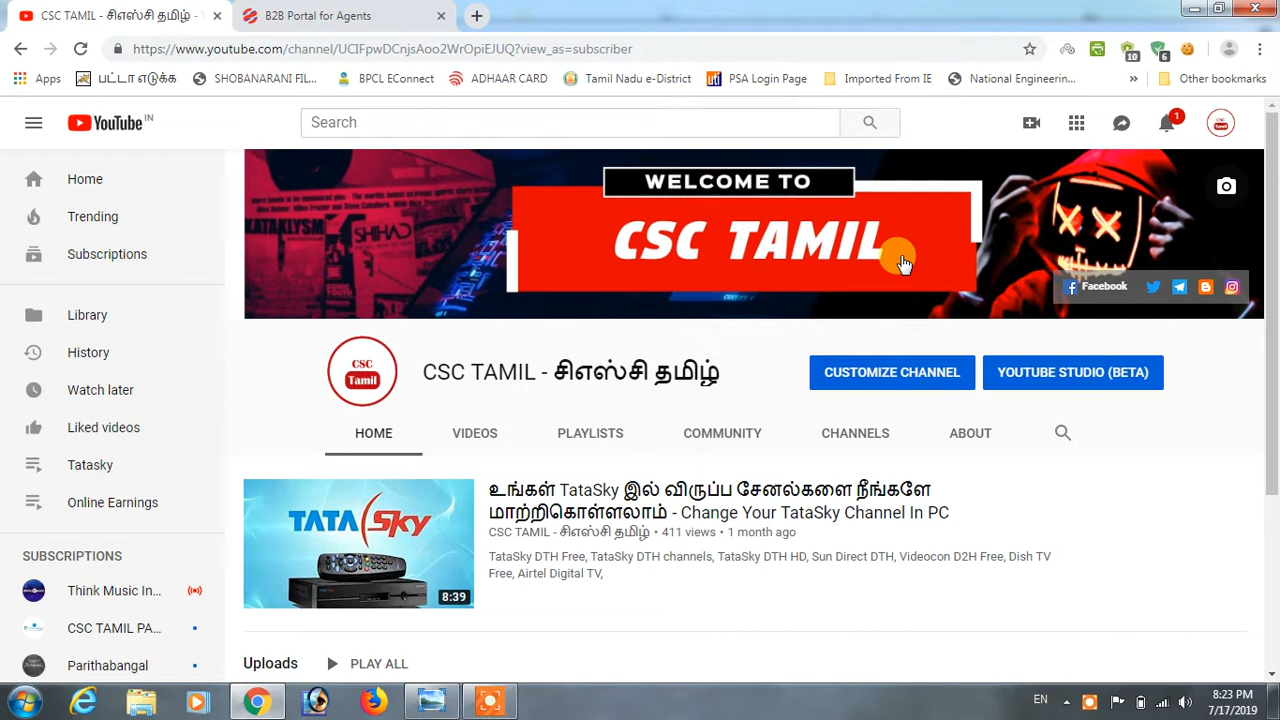 CSC TAMIL - சிஎஸ்சி தமிழ் -
B2B Portal for Agents
https://www.youtube.com/channel/UCIFpwDCnjsAoo2WrOpiEJUQ?view_as=subscriber
10
6
Apps
பட்டா எடுக்க
SHOBANARANI FIL...
BPCL EConnect
ADHAAR CARD
Tamil Nadu e-District
PSA Login Page
Imported From IE
National Engineerin...
»
Other bookmarks
YouTube IN
Search
1
Home
Trending
Subscriptions
Library
History
Watch later
Liked videos
Tatasky
Online Earnings
SUBSCRIPTIONS
Think Music In...
CSC TAMIL PA...
Parithabangal
WELCOME TO
CSC TAMIL
KATAKLYSM
SHIHAD
Facebook
CSC
Tamil
CSC TAMIL - சிஎஸ்சி தமிழ்
CUSTOMIZE CHANNEL
YOUTUBE STUDIO (BETA)
HOME
VIDEOS
PLAYLISTS
COMMUNITY
CHANNELS
ABOUT
TATA Sky
8:39
உங்கள் TataSky இல் விருப்ப சேனல்களை நீங்களே
மாற்றிகொள்ளலாம் - Change Your TataSky Channel In PC
CSC TAMIL - சிஎஸ்சி தமிழ் • 411 views • 1 month ago
TataSky DTH Free, TataSky DTH channels, TataSky DTH HD, Sun Direct DTH, Videocon D2H Free, Dish TV
Free, Airtel Digital TV,
Uploads
PLAY ALL
EN
8:23 PM
7/17/2019